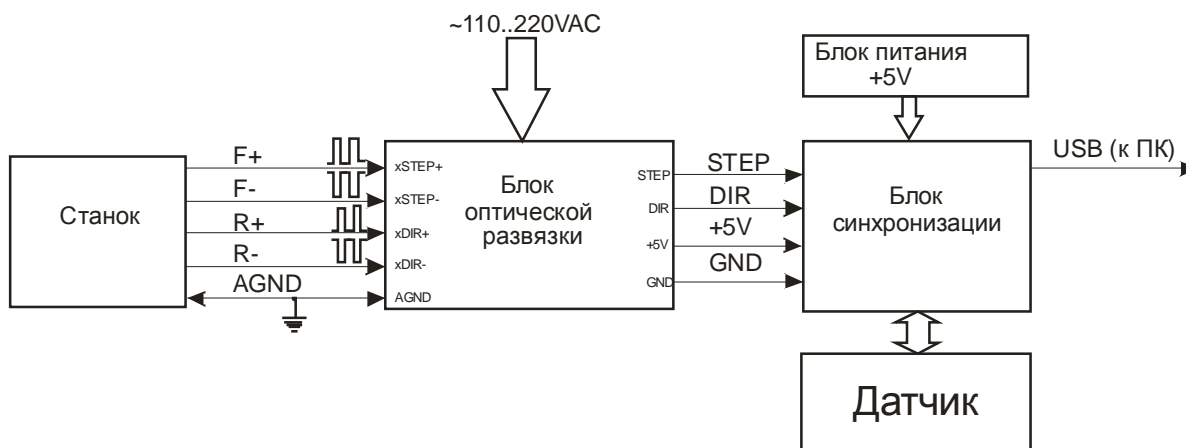 ~110..220VAC
Блок питания
+5V
Станок
F+
F-
R+
R-
AGND
xSTEP+
xSTEP-
xDIR+
xDIR-
AGND
Блок
оптической
развязки
STEP
DIR
+5V
GND
STEP
DIR
+5V
GND
Блок
синхронизации
USB (к ПК)
Датчик